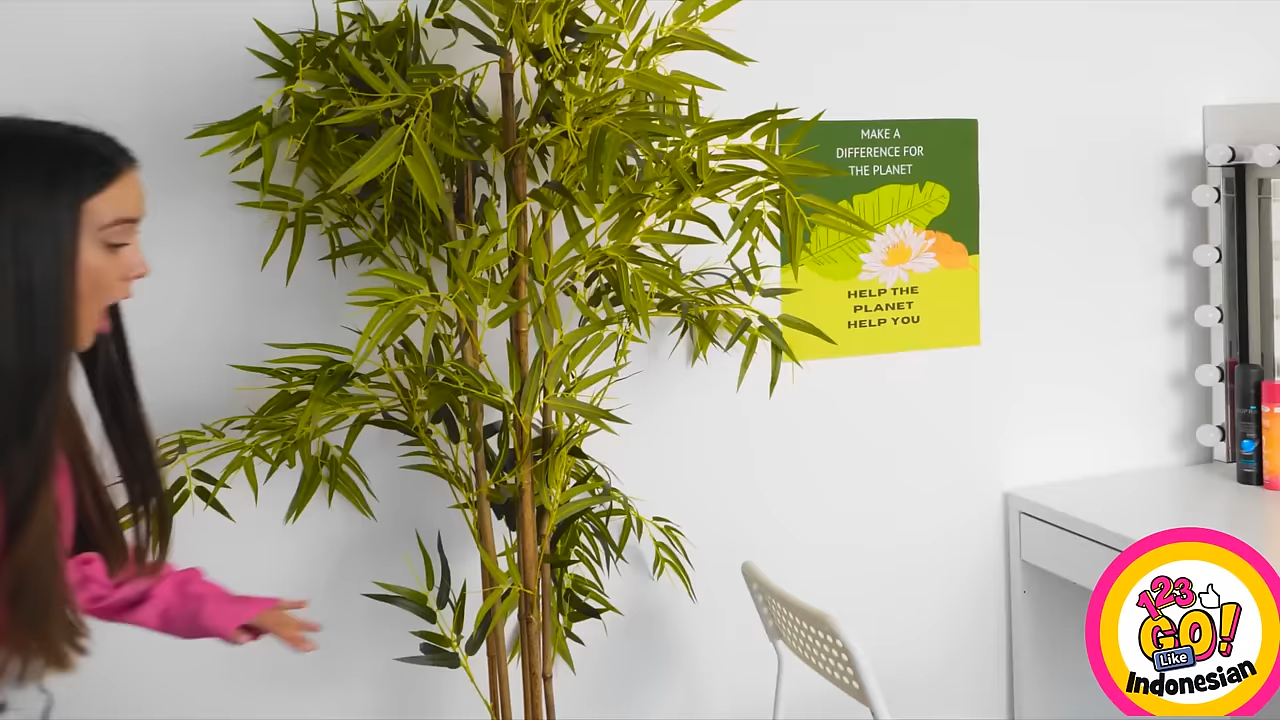 MAKE A
DIFFERENCE FOR
THE PLANET
HELP THE
PLANET
HELP YOU
123
GO!
Like
Indonesian